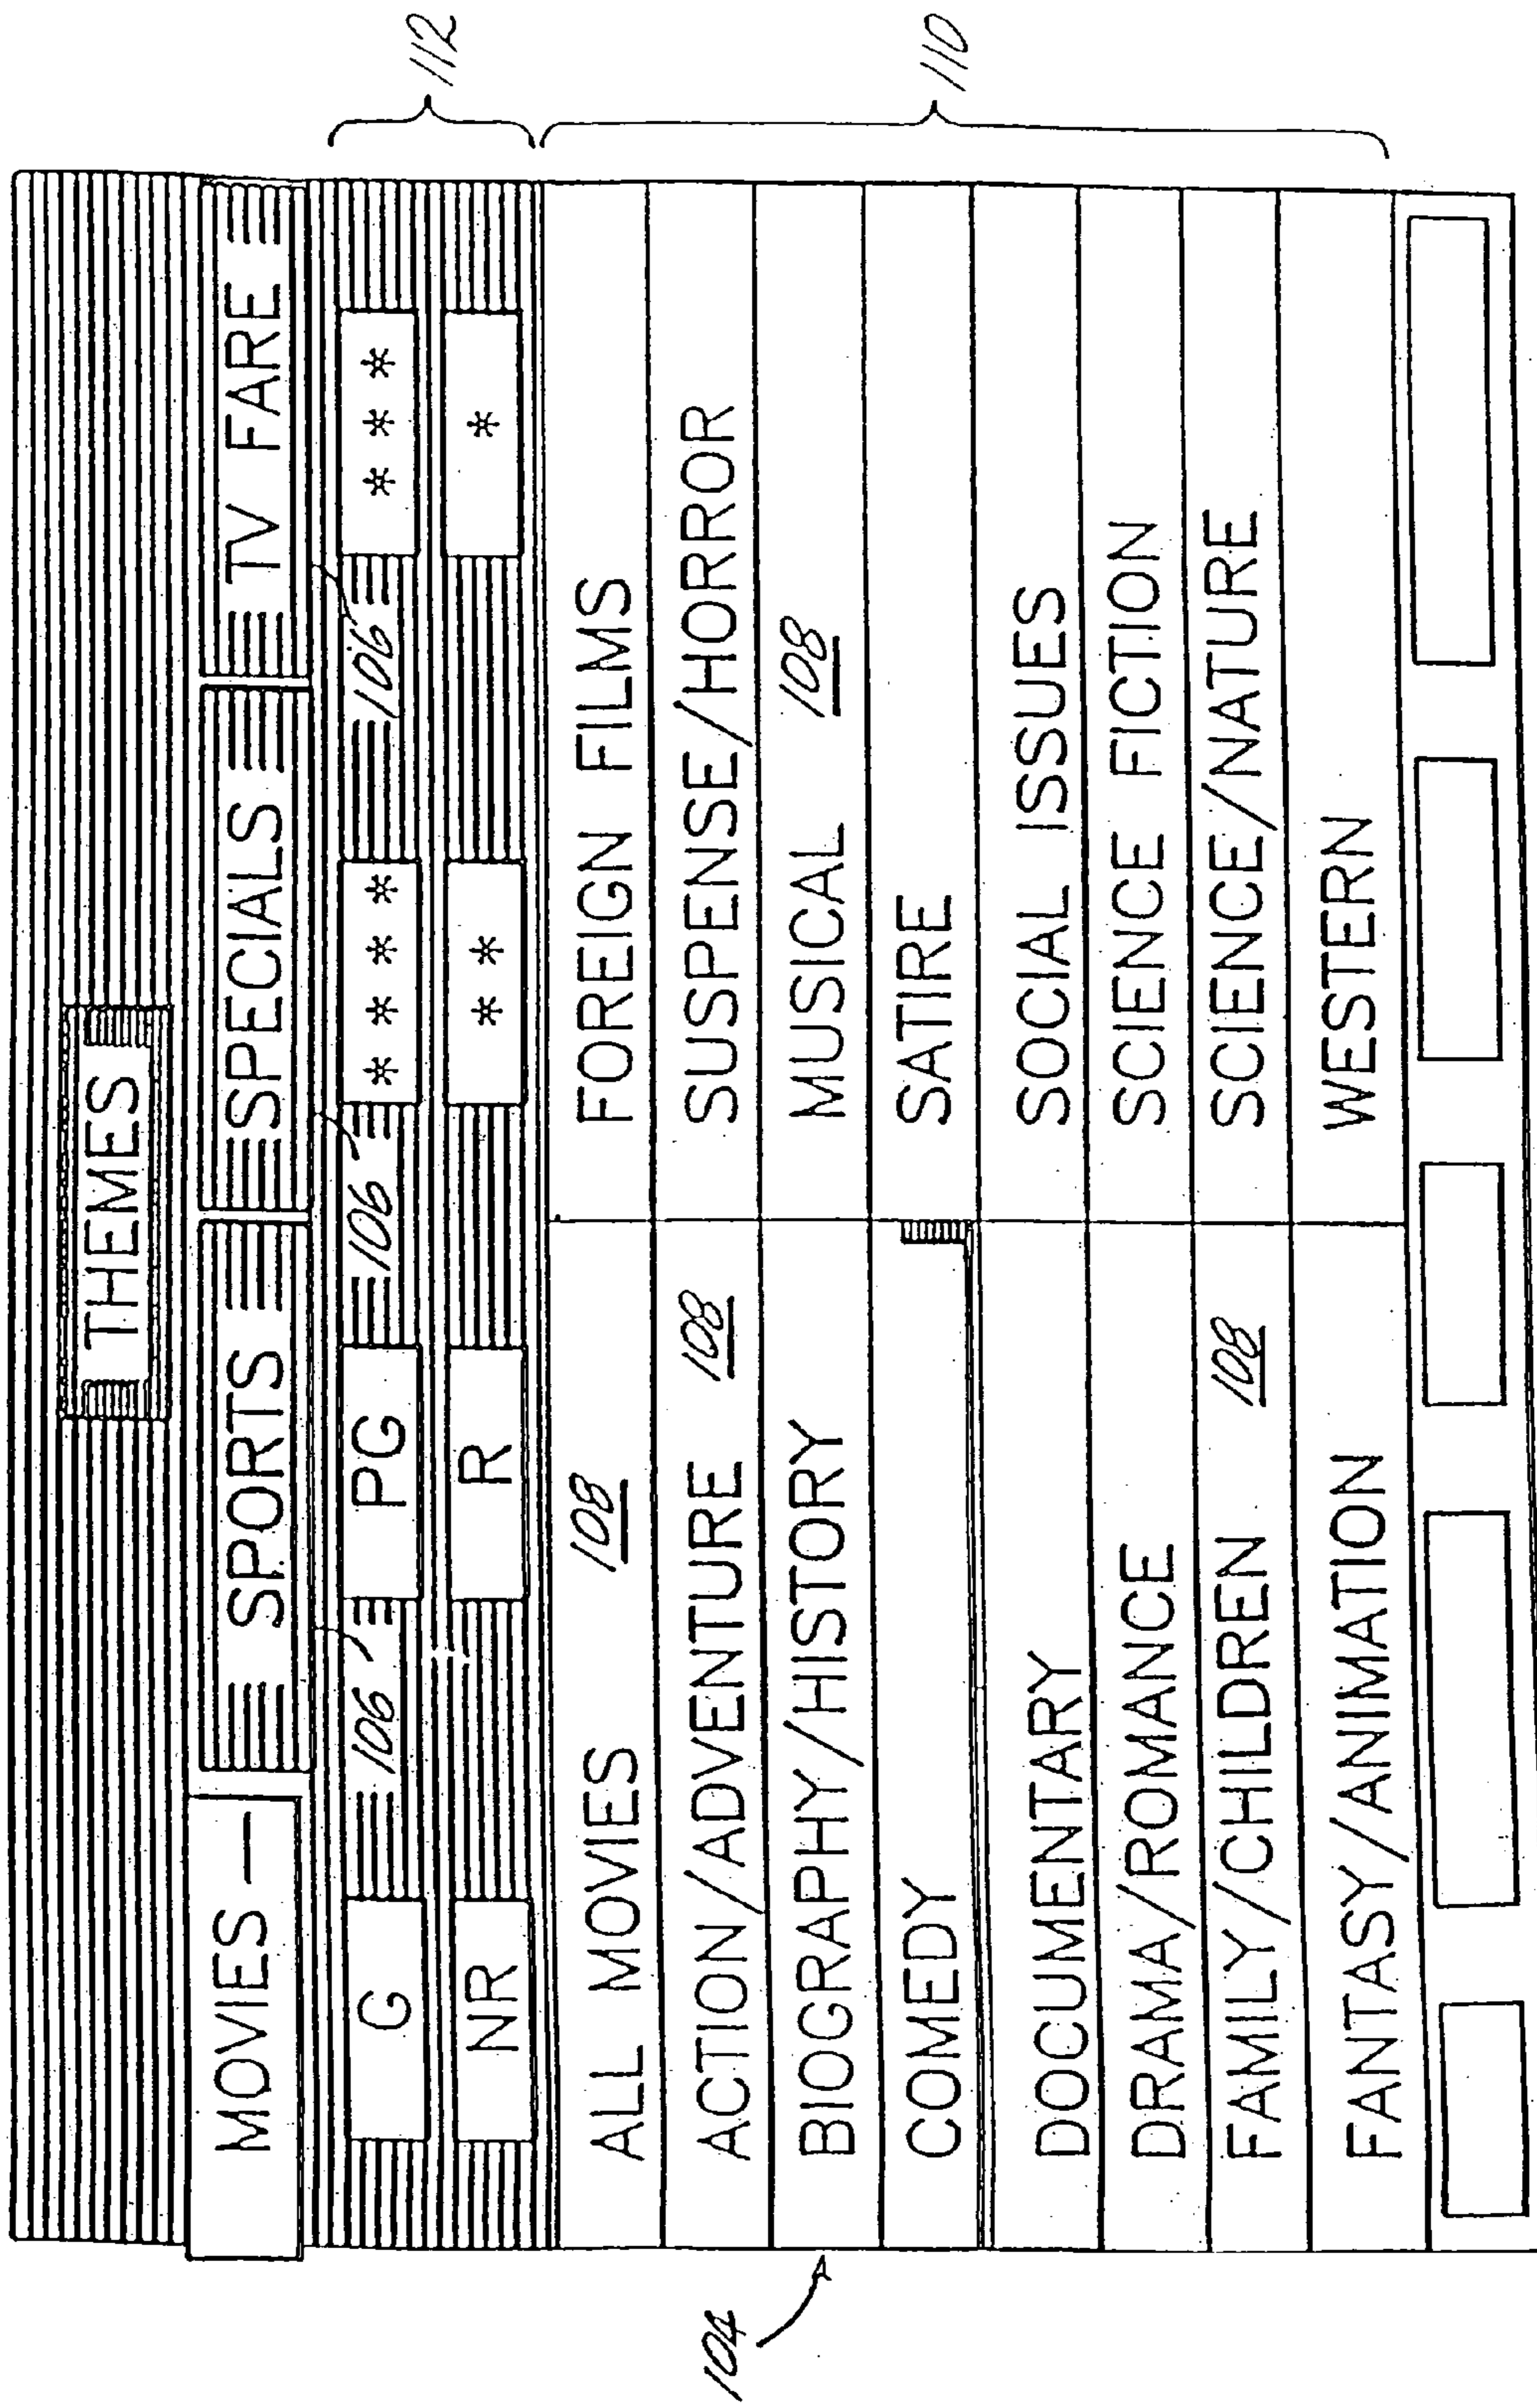 THEMES
MOVIES — SPORTS SPECIALS TV FARE
G PG **** ***
106 106 106
NR R ** *
112
ALL MOVIES 108 FOREIGN FILMS
ACTION/ADVENTURE 108 SUSPENSE/HORROR
BIOGRAPHY/HISTORY MUSICAL 108
COMEDY SATIRE
104
110
DOCUMENTARY SOCIAL ISSUES
DRAMA/ROMANCE SCIENCE FICTION
FAMILY/CHILDREN 108 SCIENCE/NATURE
FANTASY/ANIMATION WESTERN